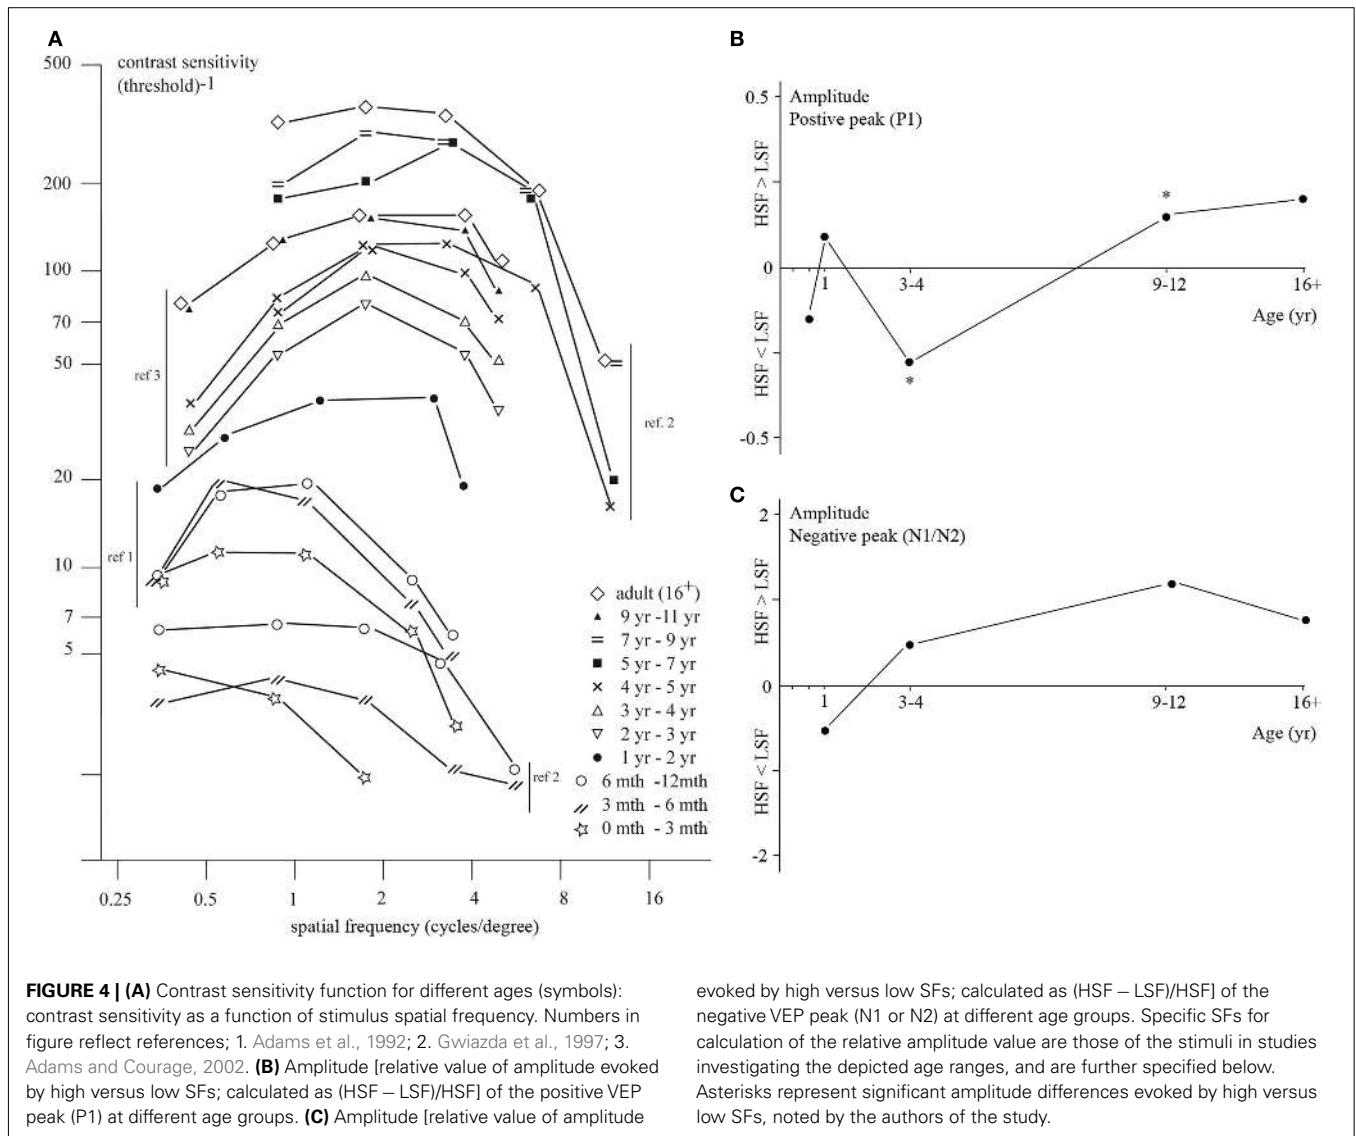 A
contrast sensitivity
(threshold)-1
500
200
100
70
50
20
10
7
5
ref 3
ref 1
ref. 2
ref 2
adult (16+)
9 yr -11 yr
7 yr - 9 yr
5 yr - 7 yr
4 yr - 5 yr
3 yr - 4 yr
2 yr - 3 yr
1 yr - 2 yr
6 mth -12mth
3 mth - 6 mth
0 mth - 3 mth
0.25 0.5 1 2 4 8 16
spatial frequency (cycles/degree)
B
Amplitude
Postive peak (P1)
0.5
0
-0.5
HSF > LSF
HSF < LSF
*
*
1 3-4 9-12 16+
Age (yr)
C
Amplitude
Negative peak (N1/N2)
2
0
-2
HSF > LSF
HSF < LSF
1 3-4 9-12 16+
Age (yr)
FIGURE 4 | (A) Contrast sensitivity function for different ages (symbols):
contrast sensitivity as a function of stimulus spatial frequency. Numbers in
figure reflect references; 1. Adams et al., 1992; 2. Gwiazda et al., 1997; 3.
Adams and Courage, 2002. (B) Amplitude [relative value of amplitude evoked
by high versus low SFs; calculated as (HSF – LSF)/HSF] of the positive VEP
peak (P1) at different age groups. (C) Amplitude [relative value of amplitude
evoked by high versus low SFs; calculated as (HSF – LSF)/HSF] of the
negative VEP peak (N1 or N2) at different age groups. Specific SFs for
calculation of the relative amplitude value are those of the stimuli in studies
investigating the depicted age ranges, and are further specified below.
Asterisks represent significant amplitude differences evoked by high versus
low SFs, noted by the authors of the study.